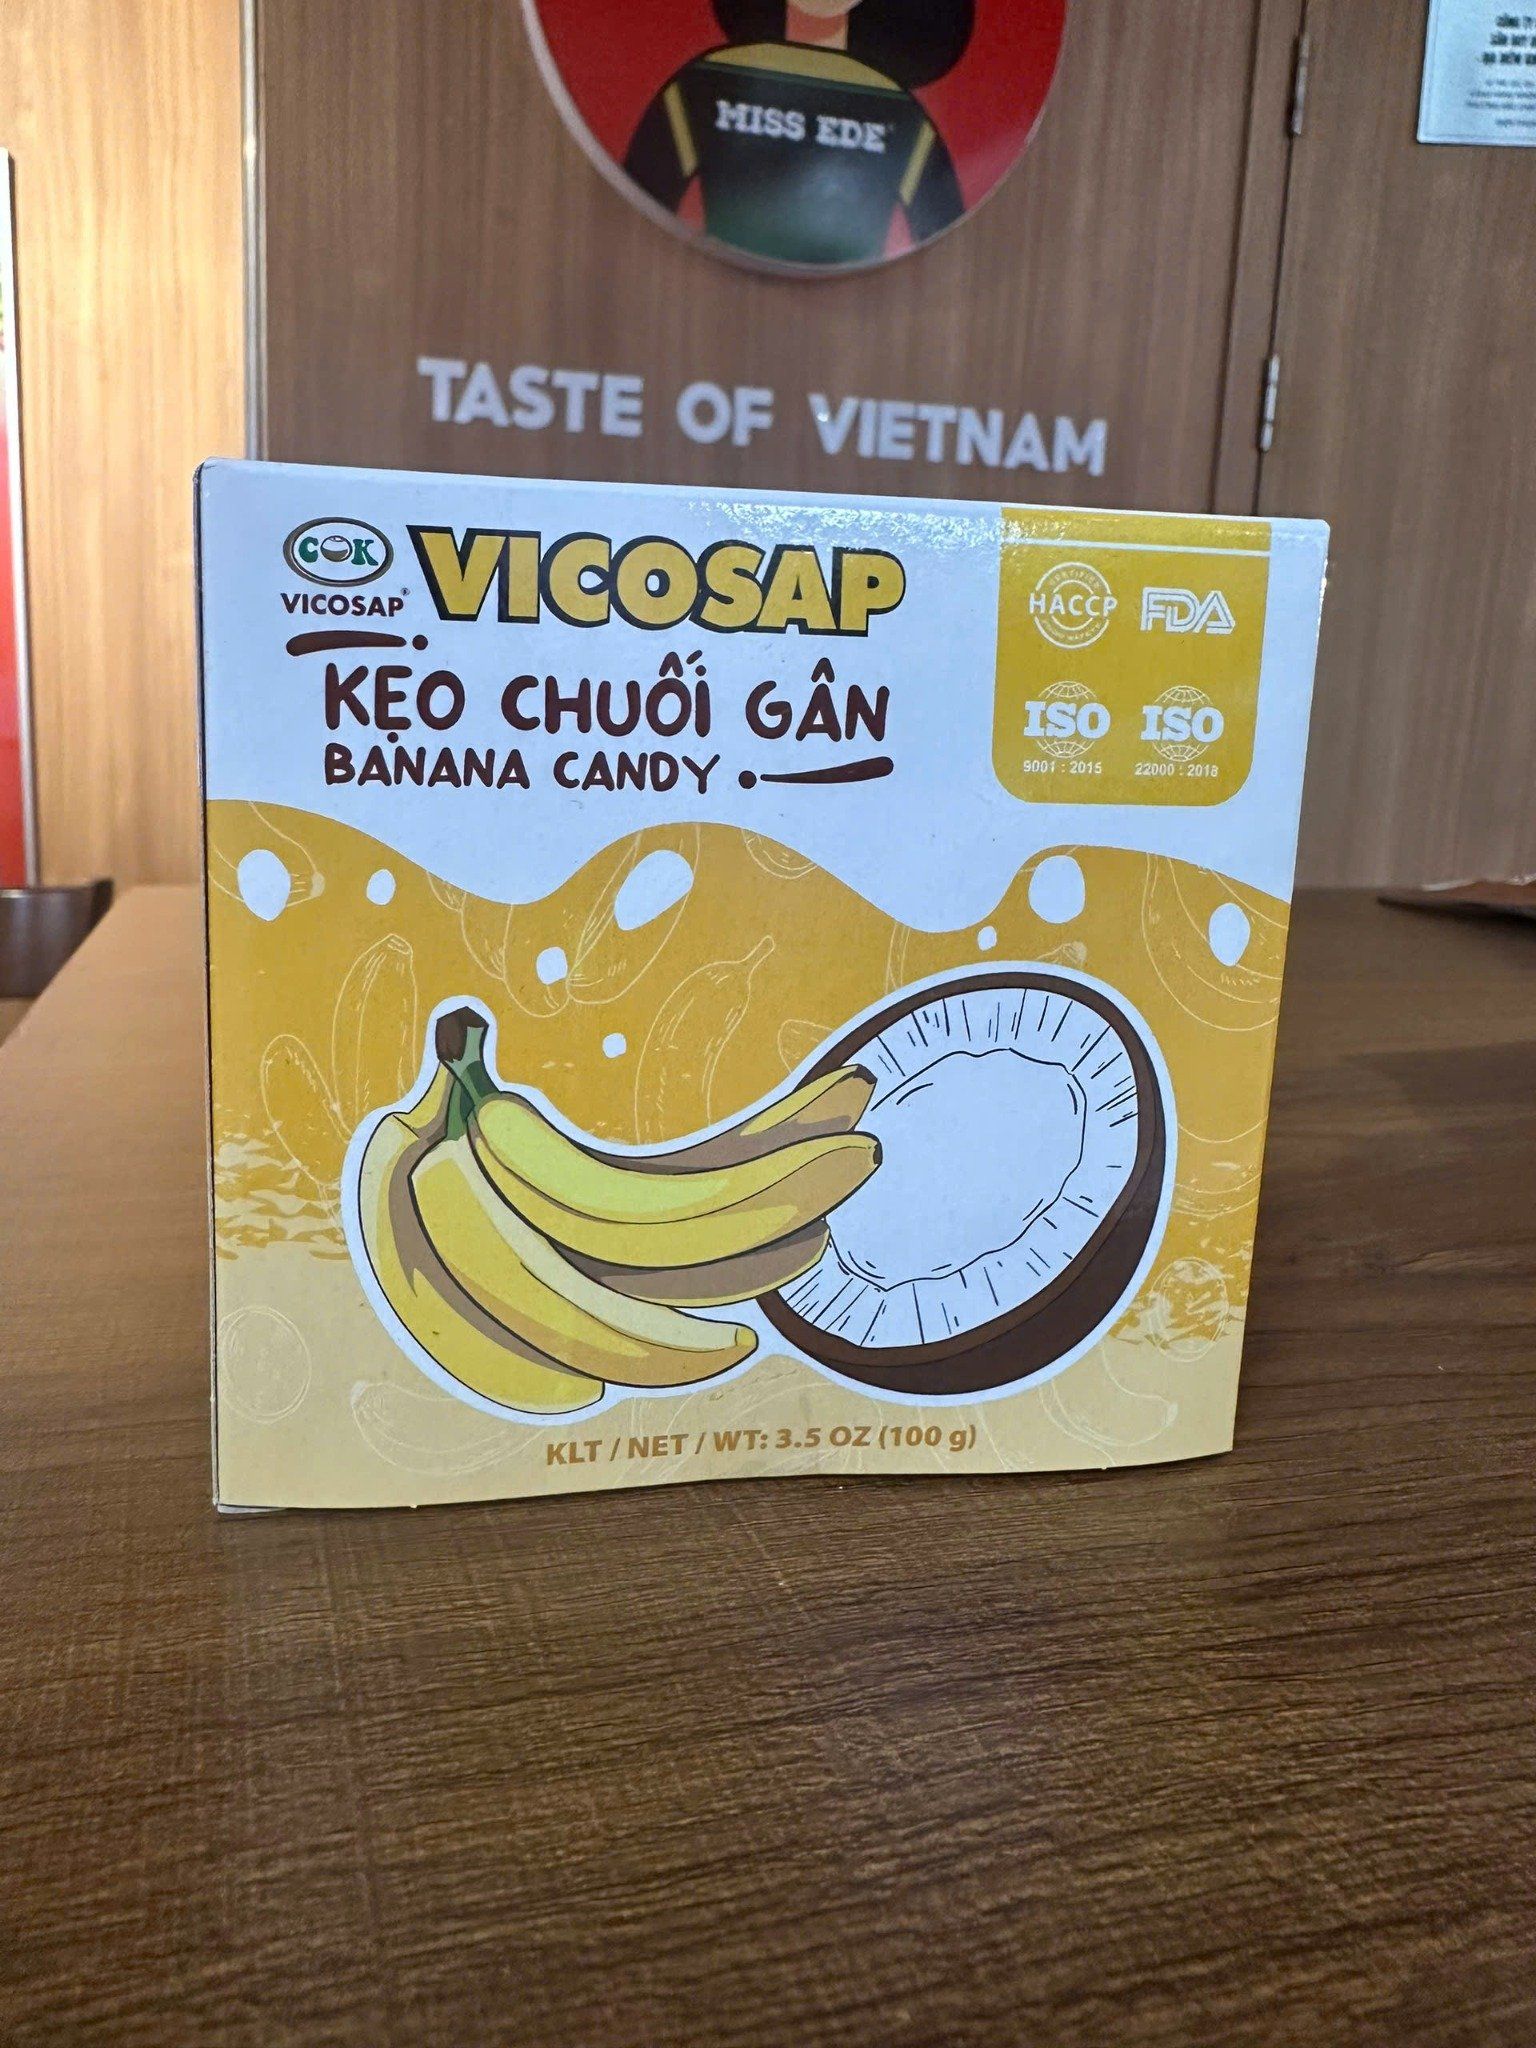 MISS EDE
TASTE OF VIETNAM
COK
VICOSAP®
VICOSAP
KẸO CHUỐI GÂN
BANANA CANDY
CERTIFIED
HACCP
FDA
ISO
9001 : 2015
ISO
22000 : 2018
KLT / NET / WT: 3.5 OZ (100 g)